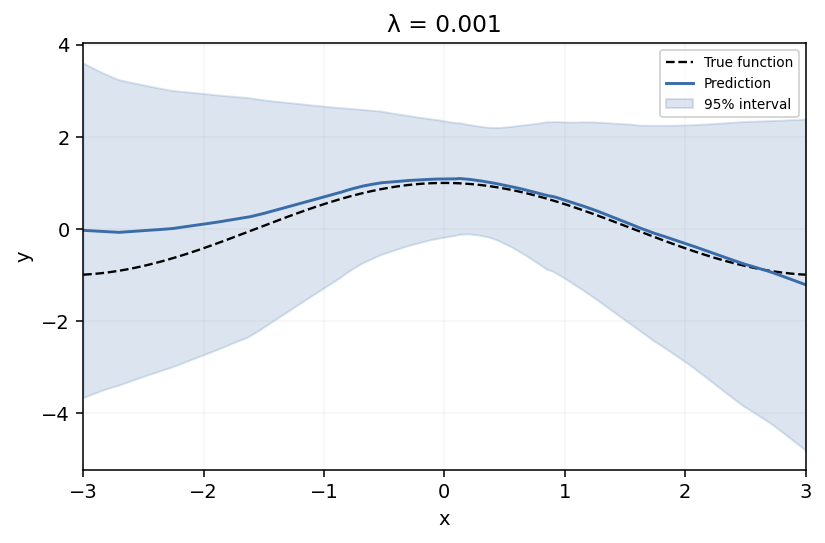 λ = 0.001
4
2
0
−2
−4
y
−3
−2
−1
0
1
2
3
x
True function
Prediction
95% interval